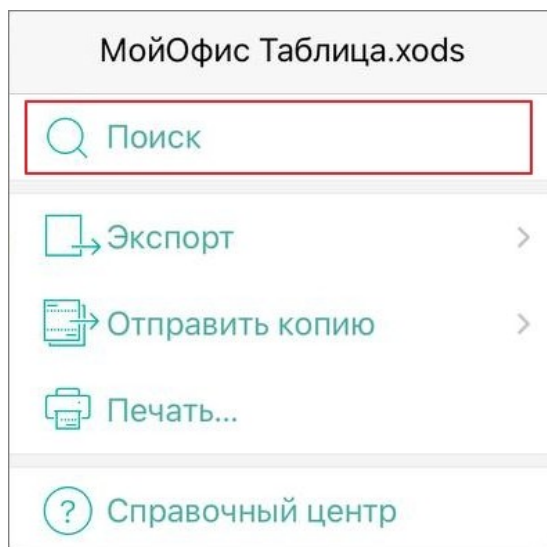 МойОфис Таблица.xods
Поиск
Экспорт
Отправить копию
Печать...
Справочный центр